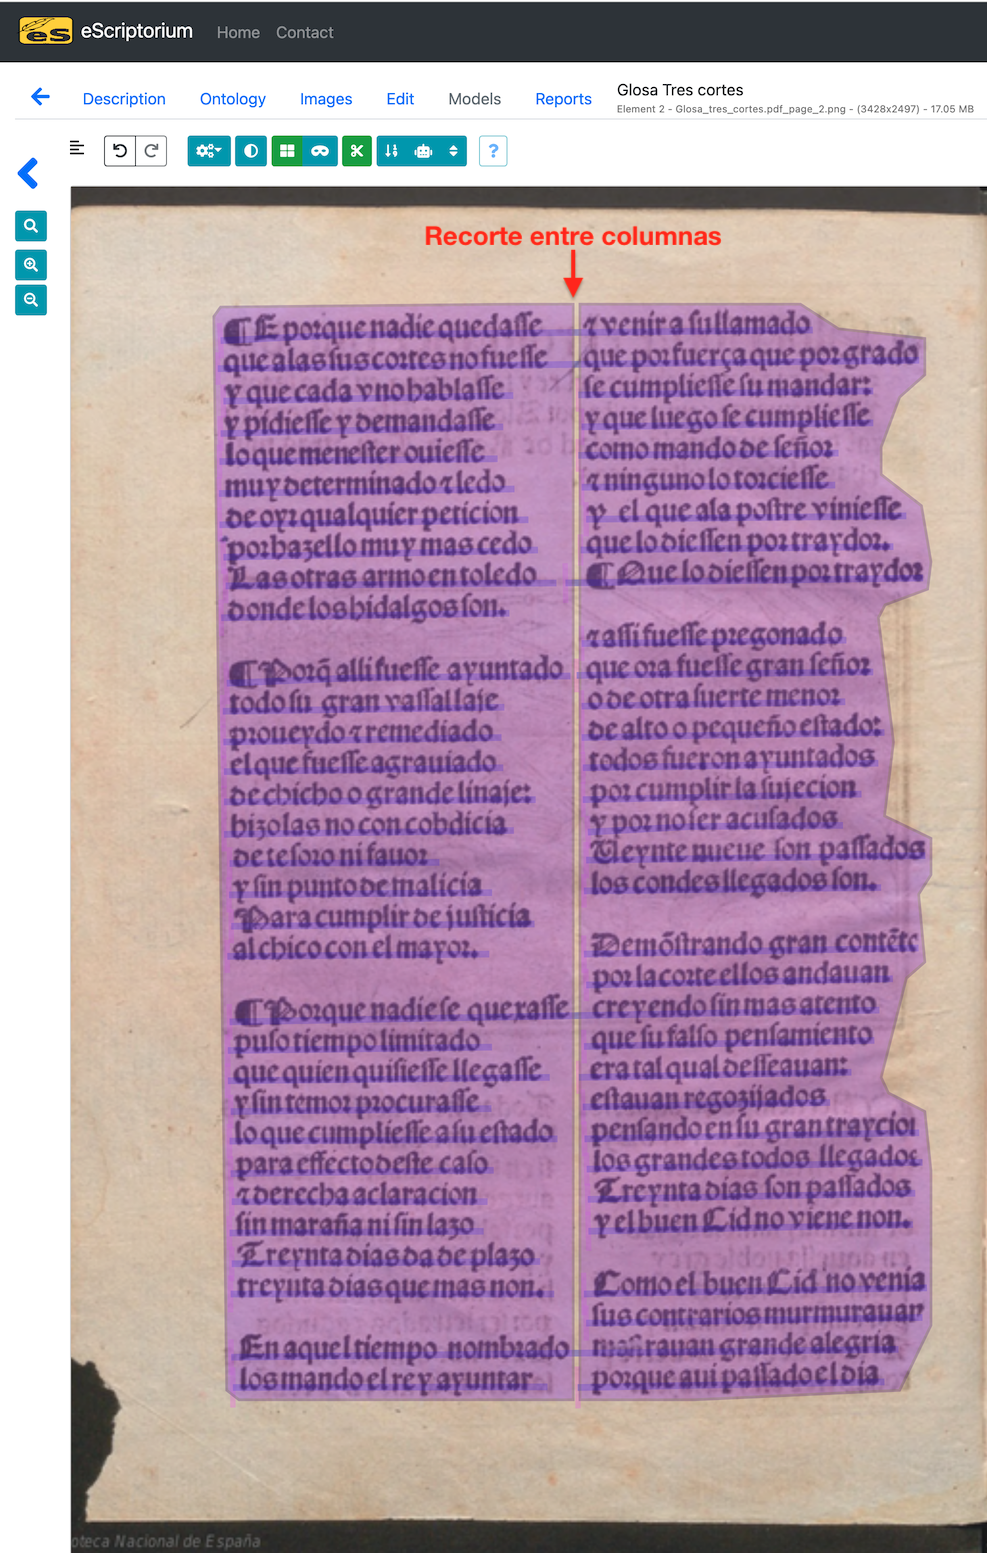 eScriptorium
Home
Contact
Description
Ontology
Images
Edit
Models
Reports
Glosa Tres cortes
Element 2 - Glosa_tres_cortes.pdf_page_2.png - (3428x2497) - 17.05 MB
Recorte entre columnas
¶ E porque nadie quedasse
que a las sus cortes no fuesse
y que cada vno hablasse
y pidiesse y demandasse
lo que menester ouiesse
muy determinado ⁊ ledo
de oyr qualquier peticion
por hazello muy mas cedo
Las otras armo en toledo
donde los hidalgos son.
¶ Porq̃ alli fuesse ayuntado
todo su gran vassallaje
proueydo ⁊ remediado
el que fuesse agrauiado
de chicho o grande linaje:
hizolas no con cobdicia
de tesoro ni fauor
y sin punto de malicia
Para cumplir de justicia
al chico con el mayor.
¶ Porque nadie se quexasse
puso tiempo limitado
que quien quisiesse llegasse
y sin temor procurasse
lo que cumpliesse a su estado
para effecto deste caso
⁊ derecha aclaracion
sin maraña ni sin lazo
Treynta dias da de plazo
treynta dias que mas non.
En aquel tiempo nombrado
los mando el rey ayuntar
⁊ venir a su llamado
que por fuerça que por grado
se cumpliesse su mandar:
y que luego se cumpliesse
como mando de señor
⁊ ninguno lo torciesse
y el que ala postre viniesse
que lo diessen por traydor.
¶ Que lo diessen por traydor
⁊ assi fuesse pregonado
que ora fuesse gran señor
o de otra suerte menor
de alto o pequeño estado:
todos fueron ayuntados
por cumplir la sujecion
y por no ser acusados
Veynte nueue son passados
los condes llegados son.
Demõstrando gran contẽto
por la corte ellos andauan
creyendo sin mas atento
que su falso pensamiento
era tal qual desseauan:
estauan regozijados
pensando en su gran traycion
los grandes todos llegados
Treynta dias son passados
y el buen Cid no viene non.
Como el buen Cid no venia
sus contrarios murmurauan
rauan grande alegria
porque aui passado el dia
oteca Nacional de España